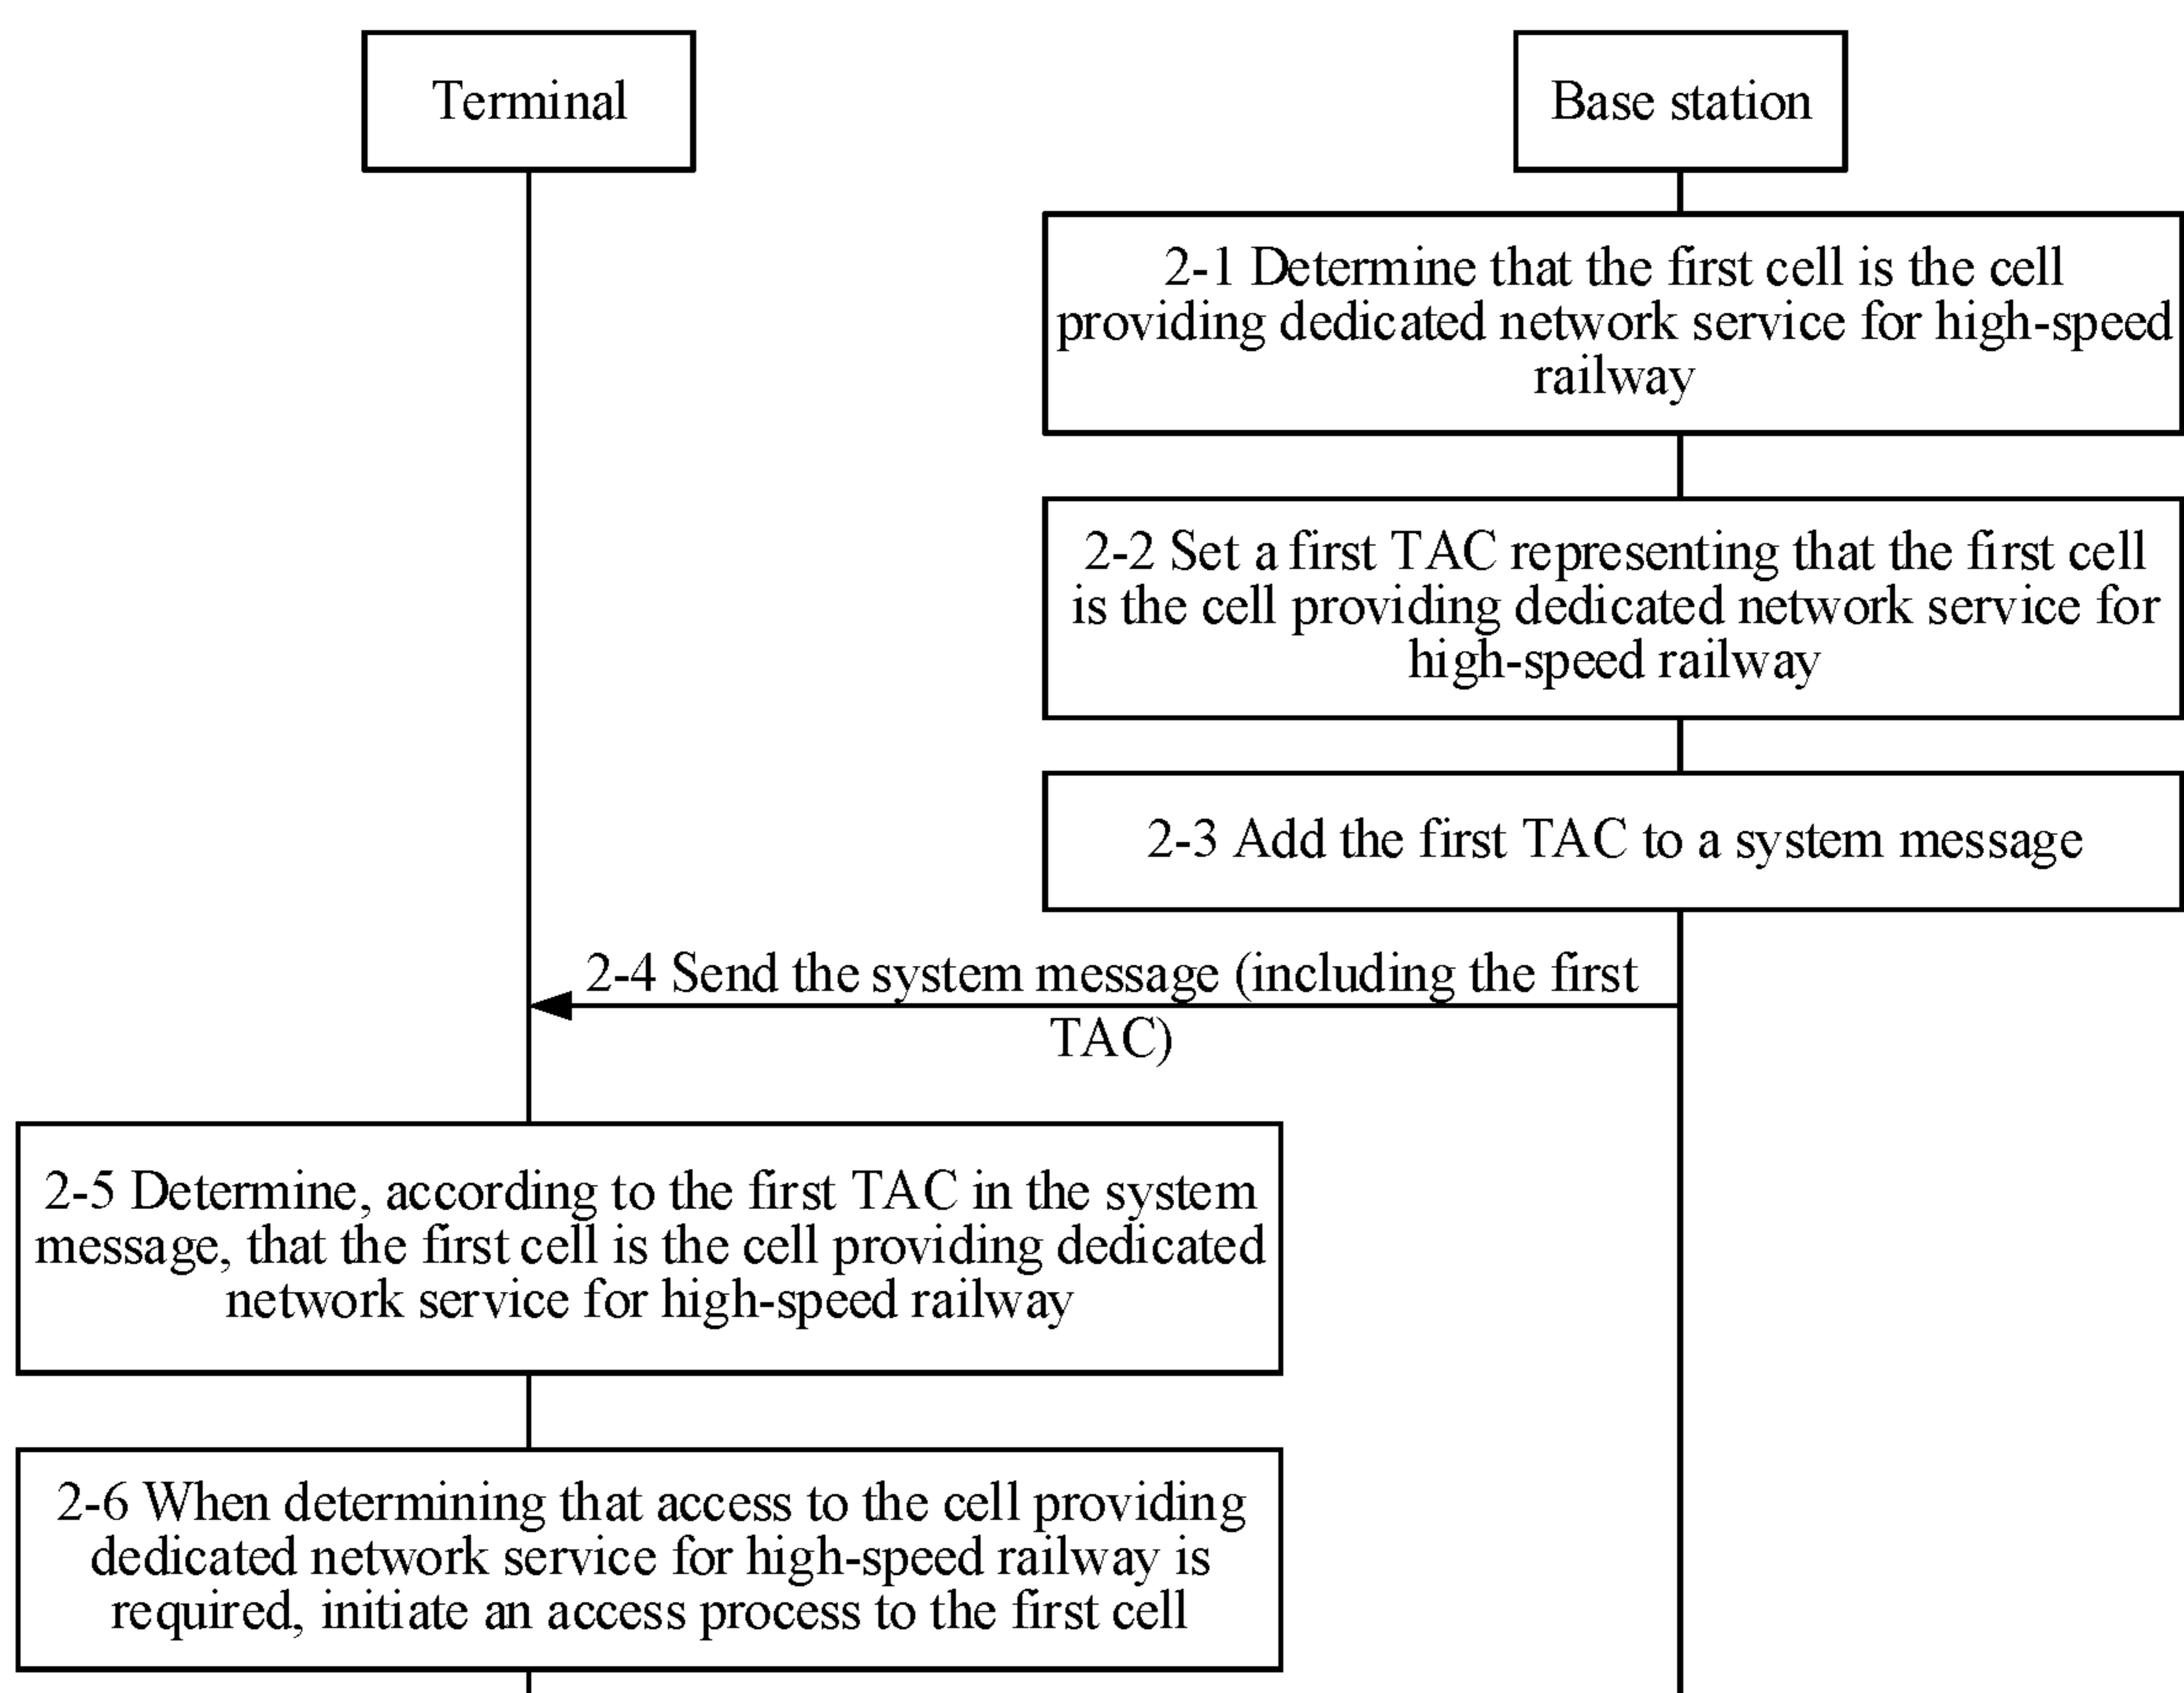 Terminal
Base station
2-1 Determine that the first cell is the cell
providing dedicated network service for high-speed
railway
2-2 Set a first TAC representing that the first cell
is the cell providing dedicated network service for
high-speed railway
2-3 Add the first TAC to a system message
2-4 Send the system message (including the first
TAC)
2-5 Determine, according to the first TAC in the system
message, that the first cell is the cell providing dedicated
network service for high-speed railway
2-6 When determining that access to the cell providing
dedicated network service for high-speed railway is
required, initiate an access process to the first cell